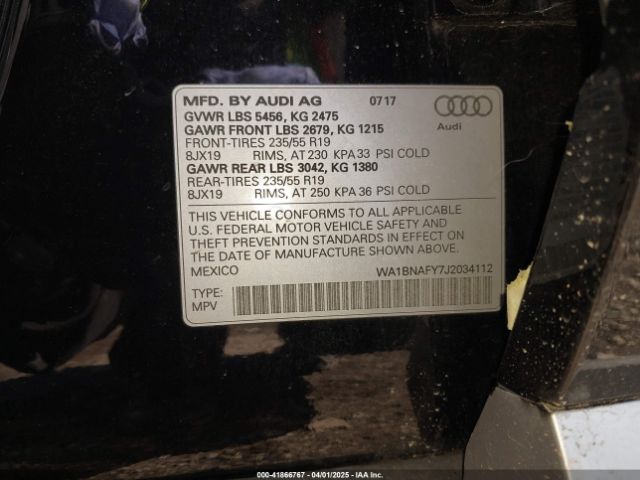 MFD. BY AUDI AG 0717
GVWR LBS 5456, KG 2475
GAWR FRONT LBS 2679, KG 1215
FRONT-TIRES 235/55 R19
8JX19 RIMS, AT 230 KPA 33 PSI COLD
GAWR REAR LBS 3042, KG 1380
REAR-TIRES 235/55 R19
8JX19 RIMS, AT 250 KPA 36 PSI COLD
Audi
THIS VEHICLE CONFORMS TO ALL APPLICABLE
U.S. FEDERAL MOTOR VEHICLE SAFETY AND
THEFT PREVENTION STANDARDS IN EFFECT ON
THE DATE OF MANUFACTURE SHOWN ABOVE.
MEXICO WA1BNAFY7J2034112
TYPE:
MPV
000-41866767 - 04/01/2025 - IAA Inc.